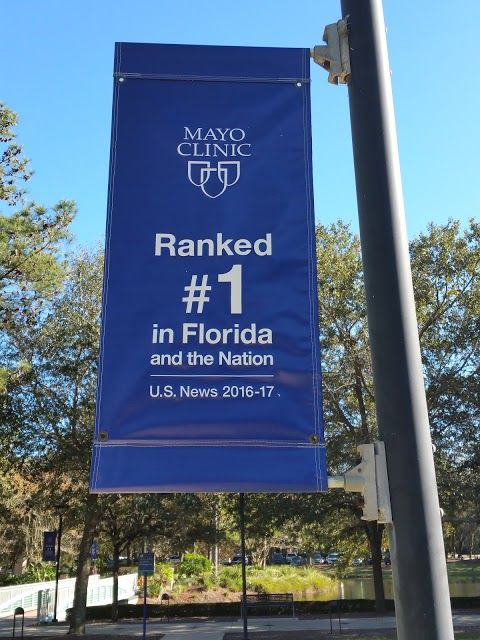 MAYO
CLINIC
Ranked
#1
in Florida
and the Nation
U.S. News 2016-17